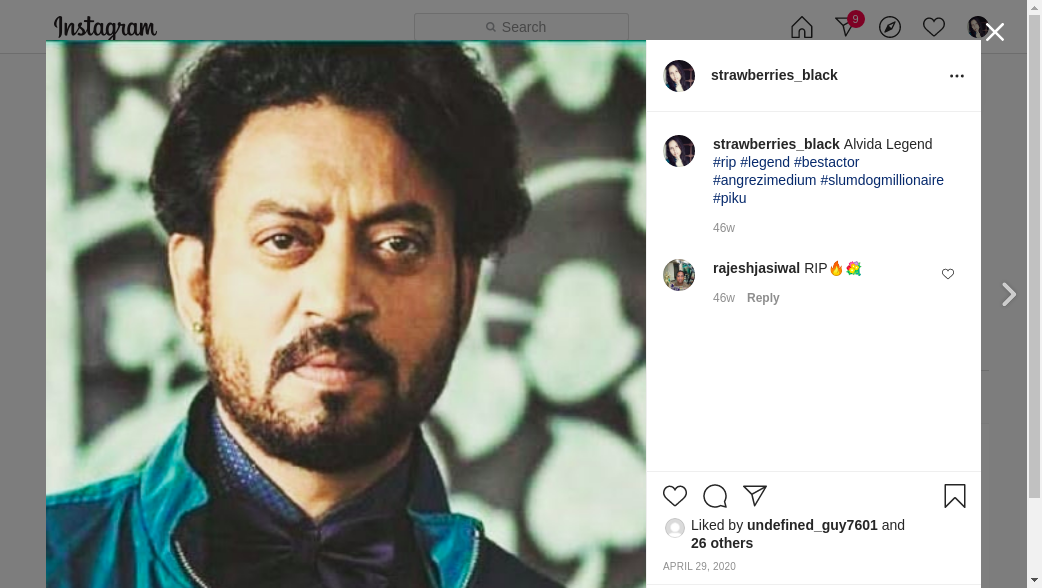 Instagram
Search
9
strawberries_black
strawberries_black Alvida Legend
#rip #legend #bestactor
#angrezimedium #slumdogmillionaire
#piku
46w
rajeshjasiwal RIP🔥💐
46w Reply
Liked by undefined_guy7601 and
26 others
APRIL 29, 2020